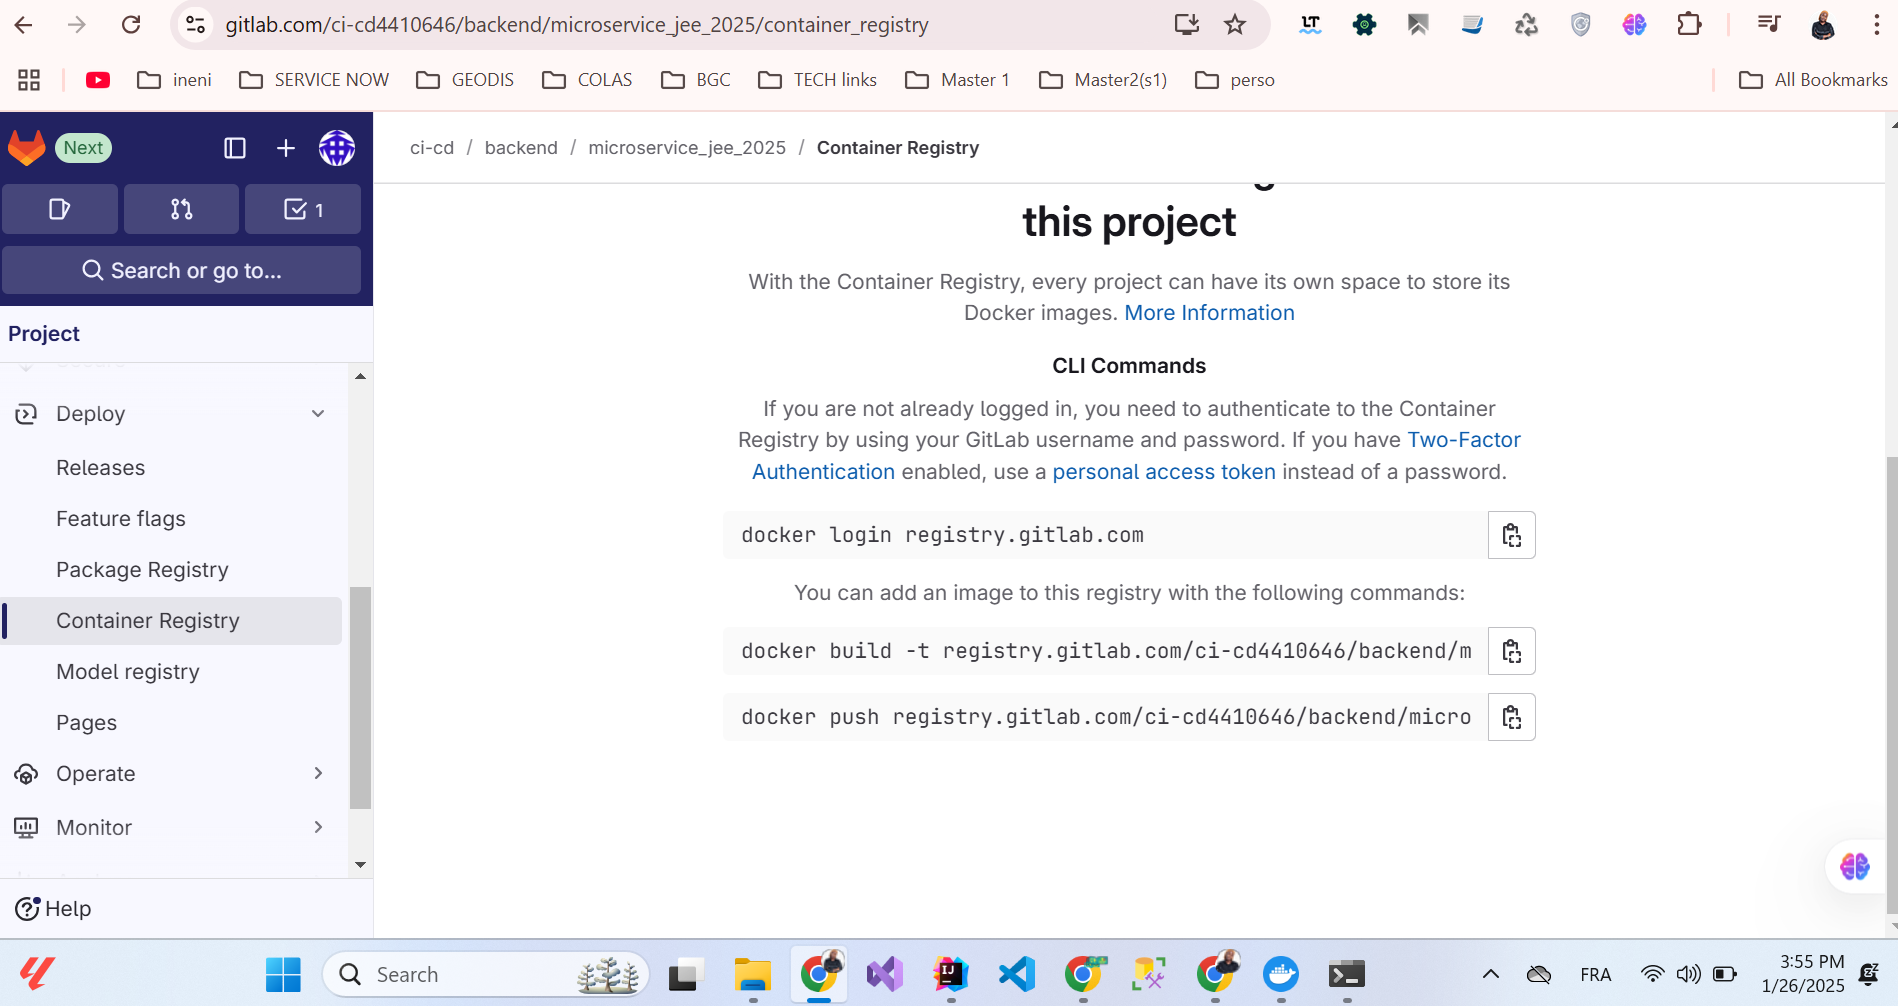 gitlab.com/ci-cd4410646/backend/microservice_jee_2025/container_registry
LT
ineni
SERVICE NOW
GEODIS
COLAS
BGC
TECH links
Master 1
Master2(s1)
perso
All Bookmarks
Next
1
Search or go to...
Project
Deploy
Releases
Feature flags
Package Registry
Container Registry
Model registry
Pages
Operate
Monitor
Help
ci-cd / backend / microservice_jee_2025 / Container Registry
this project
With the Container Registry, every project can have its own space to store its
Docker images. More Information
CLI Commands
If you are not already logged in, you need to authenticate to the Container
Registry by using your GitLab username and password. If you have Two-Factor
Authentication enabled, use a personal access token instead of a password.
docker login registry.gitlab.com
You can add an image to this registry with the following commands:
docker build -t registry.gitlab.com/ci-cd4410646/backend/m
docker push registry.gitlab.com/ci-cd4410646/backend/micro
Search
IJ
FRA
3:55 PM
1/26/2025